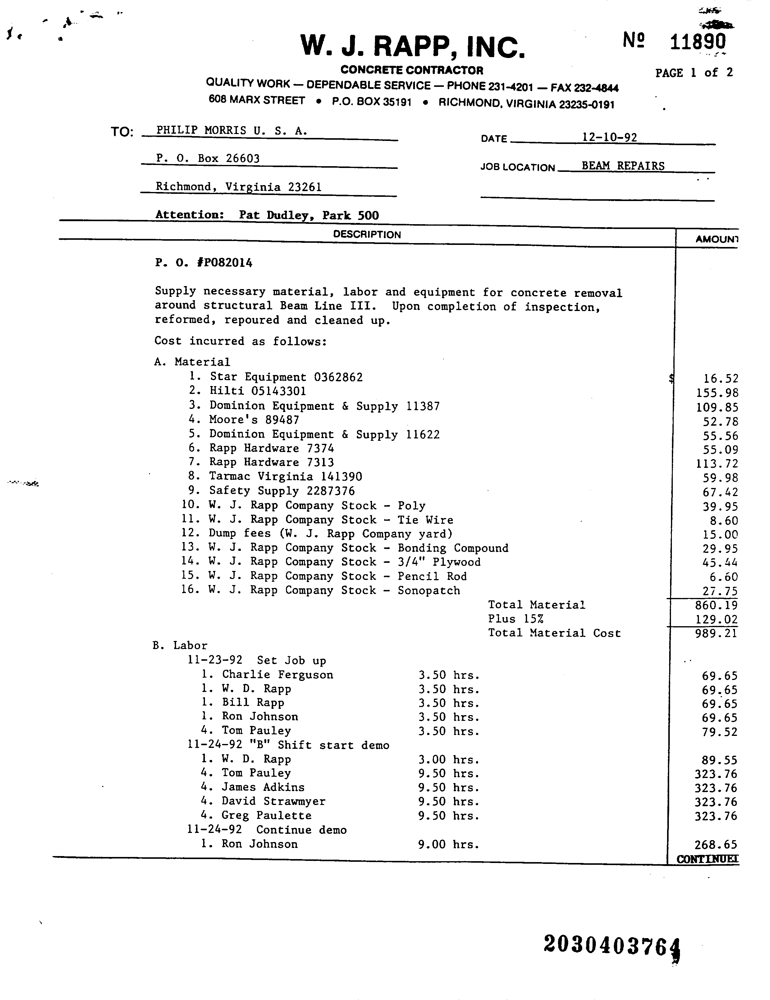 W. J. RAPP, INC.
Nº 11890
CONCRETE CONTRACTOR
PAGE 1 of 2
QUALITY WORK — DEPENDABLE SERVICE — PHONE 231-4201 — FAX 232-4844
608 MARX STREET • P.O. BOX 35191 • RICHMOND, VIRGINIA 23235-0191
TO: PHILIP MORRIS U. S. A.
DATE 12-10-92
P. O. Box 26603
JOB LOCATION BEAM REPAIRS
Richmond, Virginia 23261
Attention: Pat Dudley, Park 500
DESCRIPTION AMOUNT
P. O. #P082014
Supply necessary material, labor and equipment for concrete removal
around structural Beam Line III. Upon completion of inspection,
reformed, repoured and cleaned up.
Cost incurred as follows:
A. Material
1. Star Equipment 0362862 $ 16.52
2. Hilti 05143301 155.98
3. Dominion Equipment & Supply 11387 109.85
4. Moore's 89487 52.78
5. Dominion Equipment & Supply 11622 55.56
6. Rapp Hardware 7374 55.09
7. Rapp Hardware 7313 113.72
8. Tarmac Virginia 141390 59.98
9. Safety Supply 2287376 67.42
10. W. J. Rapp Company Stock - Poly 39.95
11. W. J. Rapp Company Stock - Tie Wire 8.60
12. Dump fees (W. J. Rapp Company yard) 15.00
13. W. J. Rapp Company Stock - Bonding Compound 29.95
14. W. J. Rapp Company Stock - 3/4" Plywood 45.44
15. W. J. Rapp Company Stock - Pencil Rod 6.60
16. W. J. Rapp Company Stock - Sonopatch 27.75
Total Material 860.19
Plus 15% 129.02
Total Material Cost 989.21
B. Labor
11-23-92 Set Job up
1. Charlie Ferguson 3.50 hrs. 69.65
1. W. D. Rapp 3.50 hrs. 69.65
1. Bill Rapp 3.50 hrs. 69.65
1. Ron Johnson 3.50 hrs. 69.65
4. Tom Pauley 3.50 hrs. 79.52
11-24-92 "B" Shift start demo
1. W. D. Rapp 3.00 hrs. 89.55
4. Tom Pauley 9.50 hrs. 323.76
4. James Adkins 9.50 hrs. 323.76
4. David Strawmyer 9.50 hrs. 323.76
4. Greg Paulette 9.50 hrs. 323.76
11-24-92 Continue demo
1. Ron Johnson 9.00 hrs. 268.65
CONTINUED
2030403764